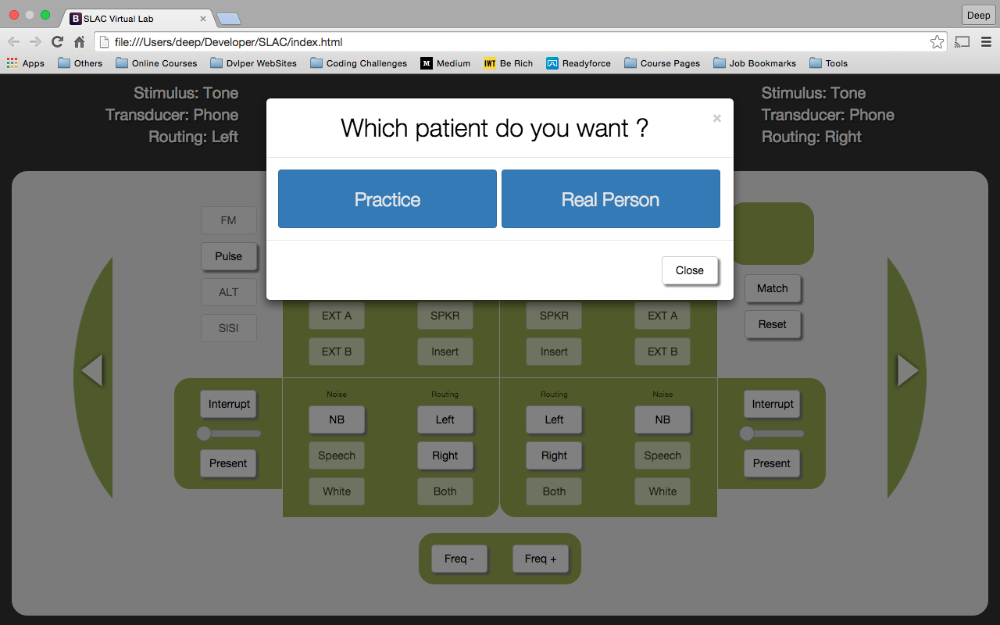 SLAC Virtual Lab
Deep
file:///Users/deep/Developer/SLAC/index.html
Apps Others Online Courses Dvlper WebSites Coding Challenges M Medium IWT Be Rich Readyforce Course Pages Job Bookmarks Tools
Stimulus: Tone
Transducer: Phone
Routing: Left
Stimulus: Tone
Transducer: Phone
Routing: Right
Which patient do you want ?
×
Practice Real Person
Close
FM
Pulse
ALT
SISI
Match
Reset
EXT A SPKR SPKR EXT A
EXT B Insert Insert EXT B
Noise Routing Routing Noise
Interrupt NB Left Left NB Interrupt
Speech Right Right Speech
Present Present
White Both Both White
Freq - Freq +